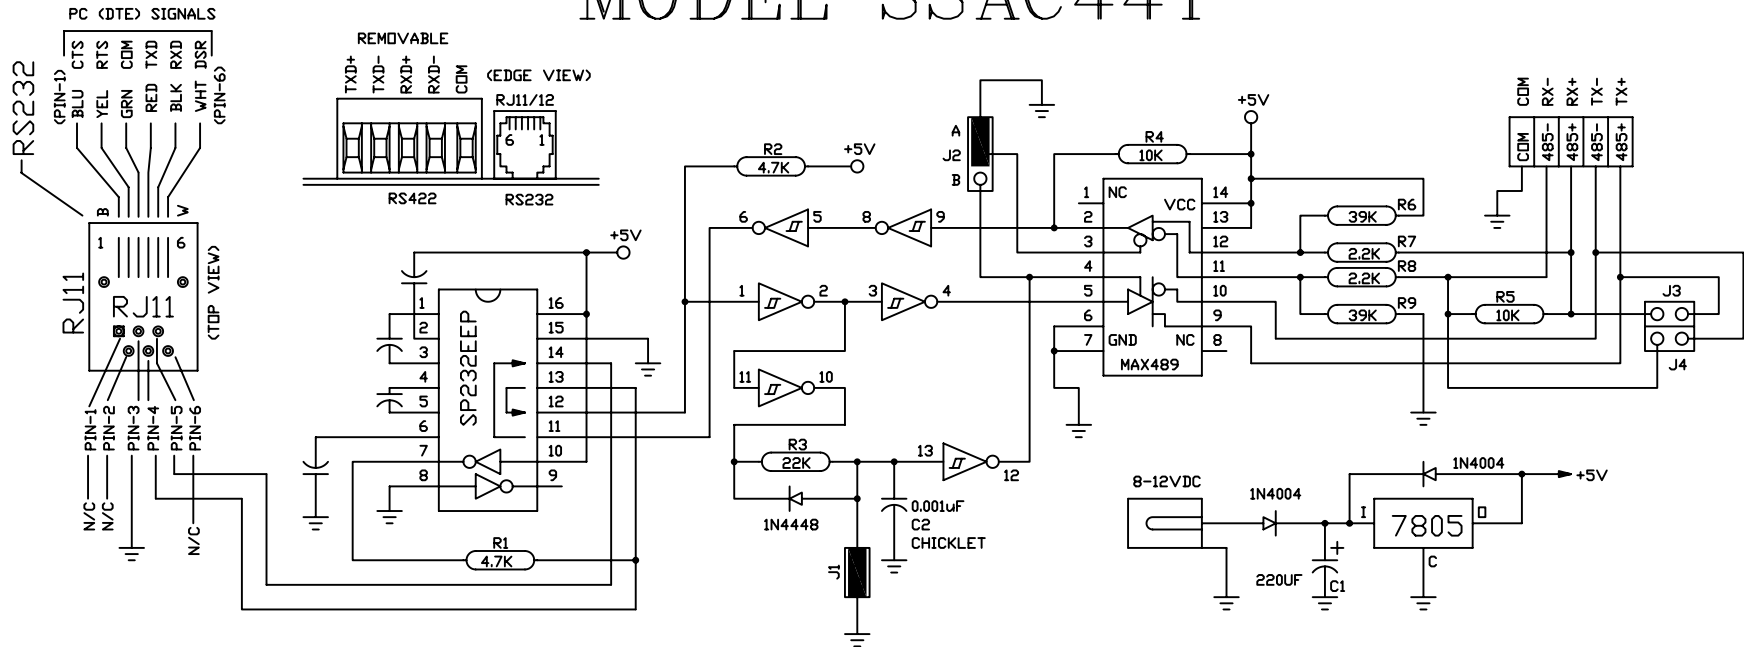 MODEL SSAC441
PC (DTE) SIGNALS
RS232
(PIN-1)
BLU CTS
YEL RTS
GRN COM
RED TXD
BLK RXD
WHT DSR
(PIN-6)
B
W
1
6
RJ11
RJ11
(TOP VIEW)
N/C PIN-1
N/C PIN-2
PIN-3
PIN-4
PIN-5
N/C PIN-6
REMOVABLE
TXD+
TXD-
RXD+
RXD-
COM
(EDGE VIEW)
RJ11/12
6
1
RS422
RS232
+5V
SP232EEP
1
2
3
4
5
6
7
8
16
15
14
13
12
11
10
9
R1
4.7K
R2
4.7K
+5V
6
5
8
9
1
2
3
4
11
10
R3
22K
1N4448
13
12
0.001uF
C2
CHICKLET
J1
A
J2
B
R4
10K
+5V
1
2
3
4
5
6
7
NC
VCC
GND
NC
MAX489
14
13
12
11
10
9
8
R6
39K
R7
2.2K
R8
2.2K
R9
39K
R5
10K
COM
RX-
RX+
TX-
TX+
COM
485-
485+
485-
485+
J3
J4
8-12VDC
1N4004
1N4004
+5V
I
7805
O
C
+
220UF
C1